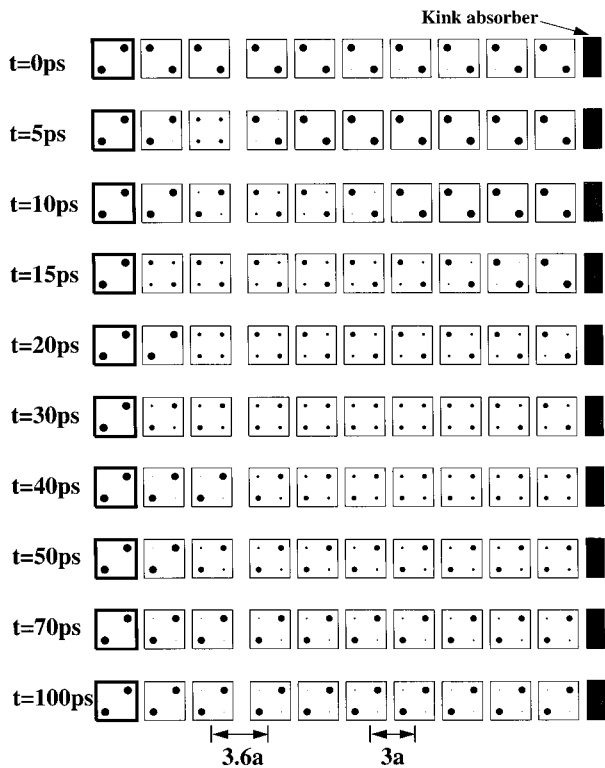 Kink absorber
t=0ps
t=5ps
t=10ps
t=15ps
t=20ps
t=30ps
t=40ps
t=50ps
t=70ps
t=100ps
3.6a 3a